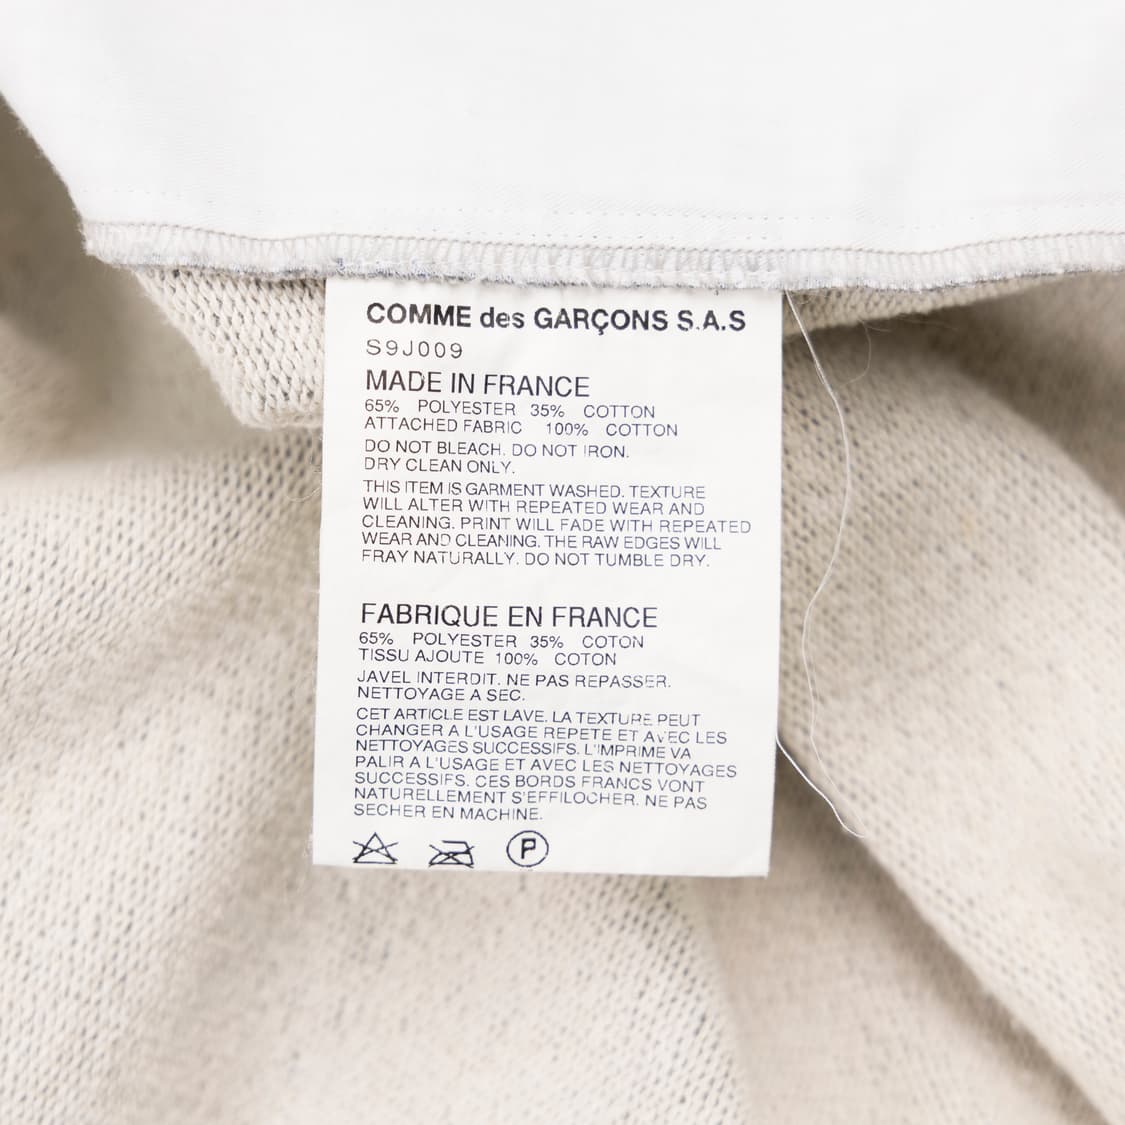 COMME des GARÇONS S.A.S
S9J009
MADE IN FRANCE
65% POLYESTER 35% COTTON
ATTACHED FABRIC 100% COTTON
DO NOT BLEACH. DO NOT IRON.
DRY CLEAN ONLY.
THIS ITEM IS GARMENT WASHED. TEXTURE
WILL ALTER WITH REPEATED WEAR AND
CLEANING. PRINT WILL FADE WITH REPEATED
WEAR AND CLEANING. THE RAW EDGES WILL
FRAY NATURALLY. DO NOT TUMBLE DRY.
FABRIQUE EN FRANCE
65% POLYESTER 35% COTON
TISSU AJOUTE 100% COTON
JAVEL INTERDIT. NE PAS REPASSER.
NETTOYAGE A SEC.
CET ARTICLE EST LAVE. LA TEXTURE PEUT
CHANGER A L'USAGE REPETE ET AVEC LES
NETTOYAGES SUCCESSIFS. L'IMPRIME VA
PALIR A L'USAGE ET AVEC LES NETTOYAGES
SUCCESSIFS. CES BORDS FRANCS VONT
NATURELLEMENT S'EFFILOCHER. NE PAS
SECHER EN MACHINE.
P